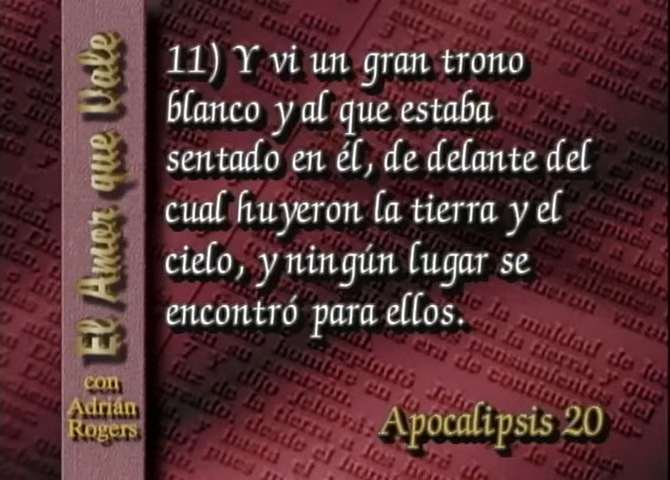 El Amor que Vale
con
Adrián
Rogers
11) Y vi un gran trono
blanco y al que estaba
sentado en él, de delante del
cual huyeron la tierra y el
cielo, y ningún lugar se
encontró para ellos.
Apocalipsis 20